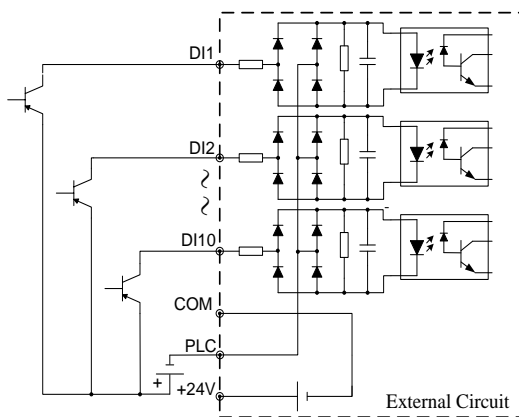 DI1
DI2
DI10
COM
PLC
+
+24V
External Circuit